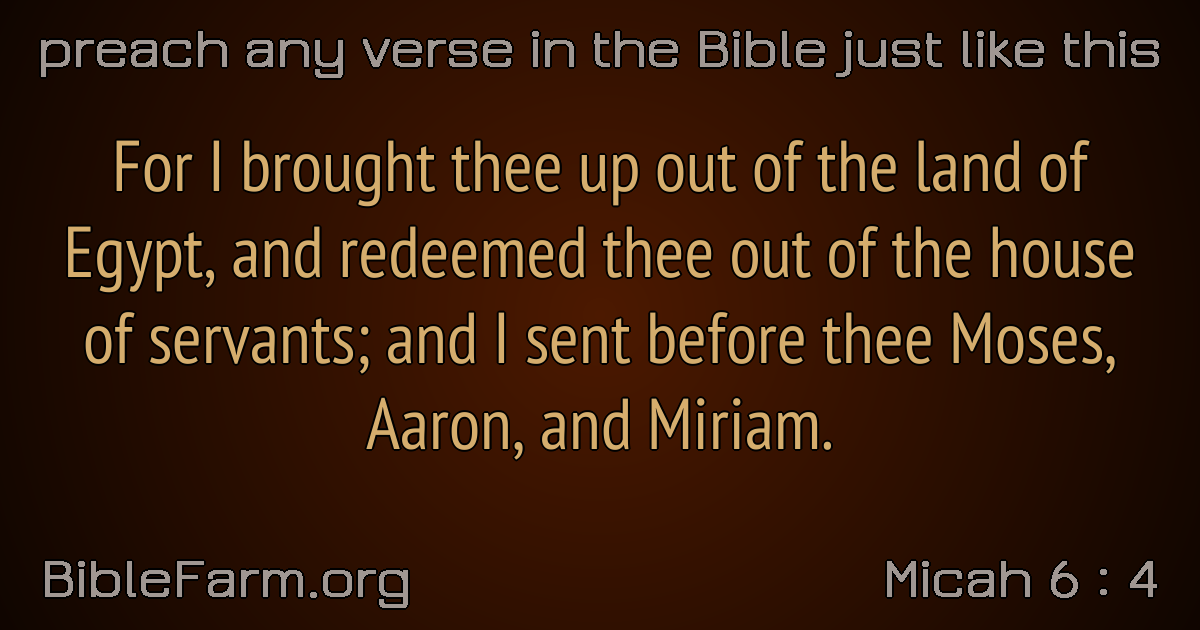 preach any verse in the Bible just like this
For I brought thee up out of the land of
Egypt, and redeemed thee out of the house
of servants; and I sent before thee Moses,
Aaron, and Miriam.
BibleFarm.org
Micah 6 : 4